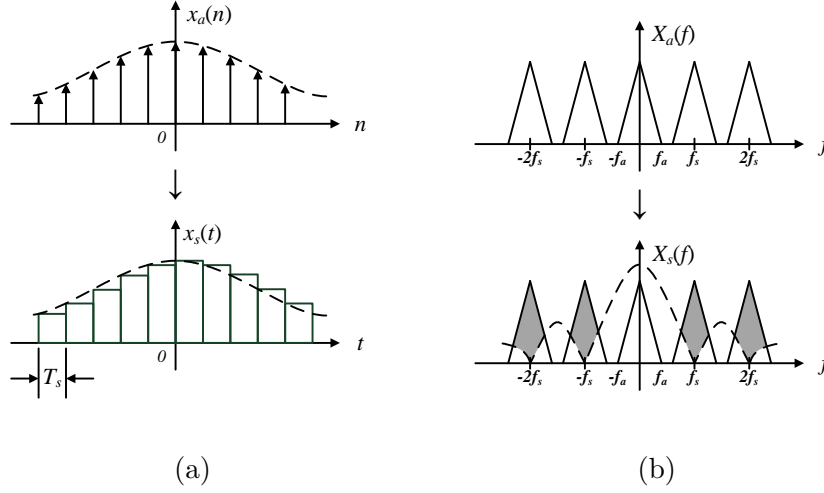 xₐ(n)
n
0
xₛ(t)
t
0
Tₛ
(a)
Xₐ(f)
-2fₛ -fₛ -fₐ fₐ fₛ 2fₛ
f
Xₛ(f)
-2fₛ -fₛ -fₐ fₐ fₛ 2fₛ
f
(b)